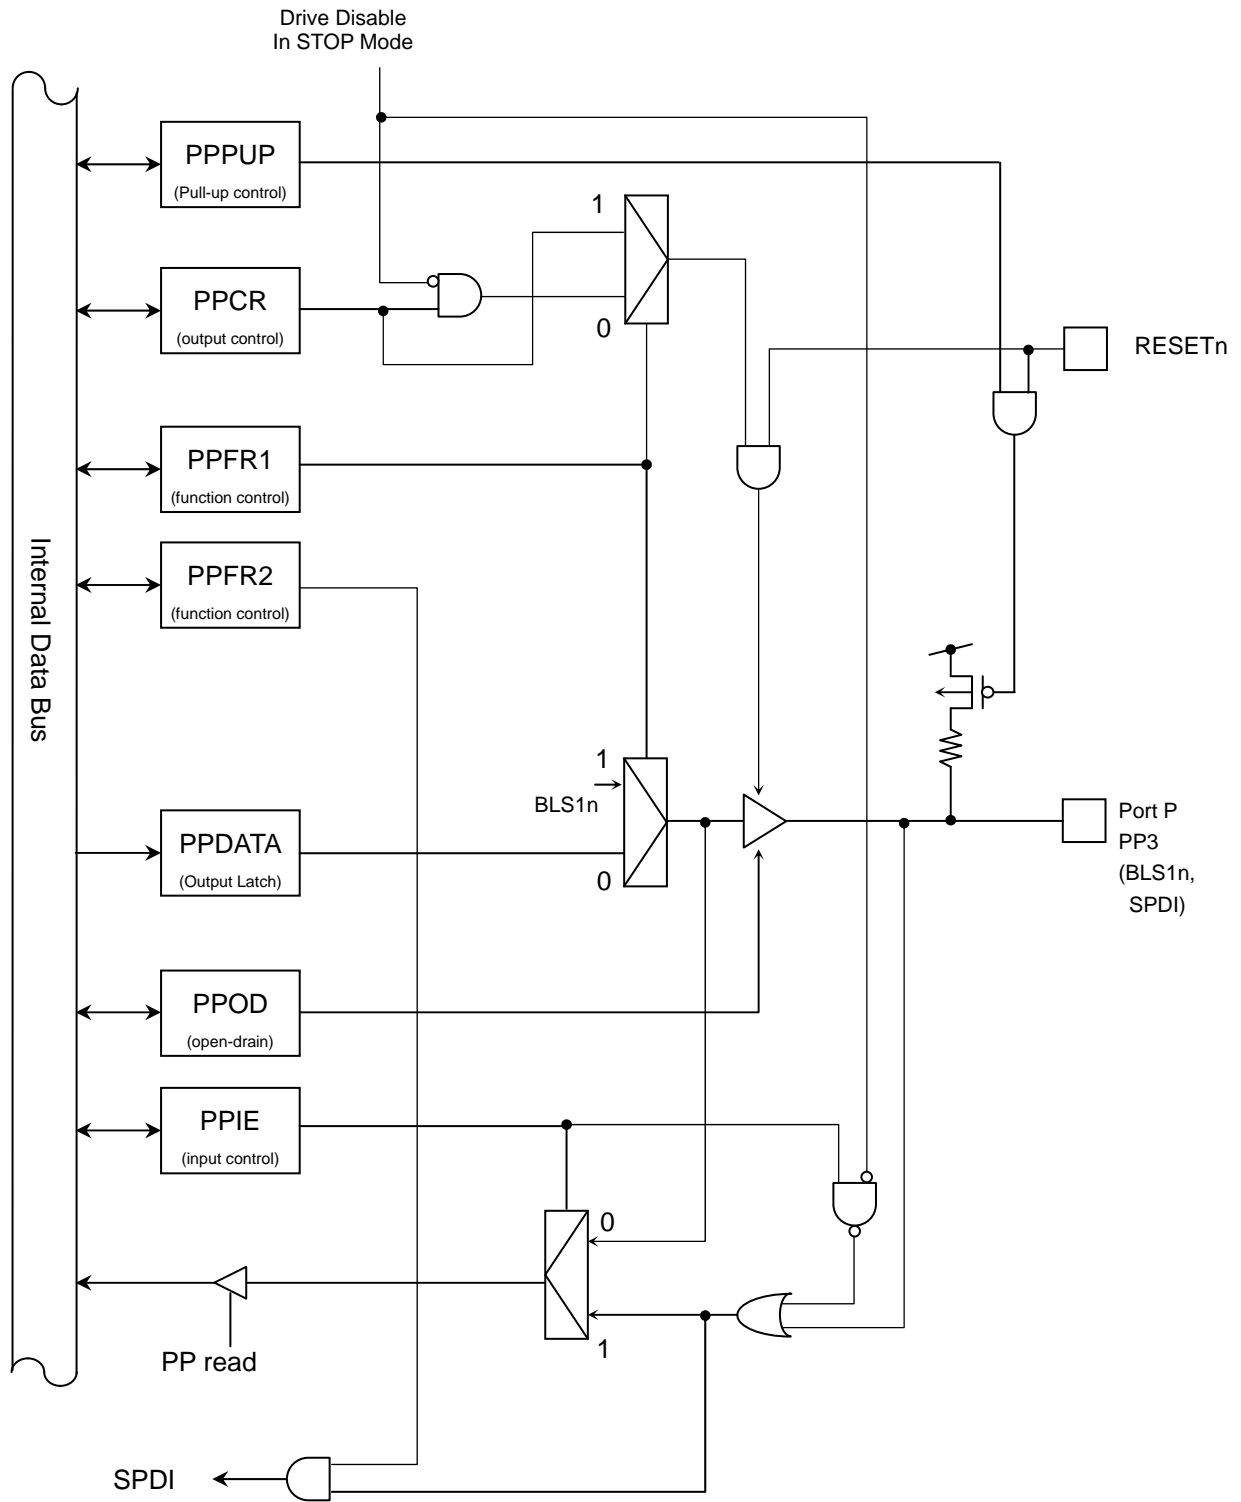 Drive Disable
In STOP Mode
PPPUP
(Pull-up control)
1
PPCR
(output control)
0
RESETn
PPFR1
(function control)
Internal Data Bus
PPFR2
(function control)
1
BLS1n
PPDATA
(Output Latch)
0
Port P
PP3
(BLS1n,
SPDI)
PPOD
(open-drain)
PPIE
(input control)
0
1
PP read
SPDI